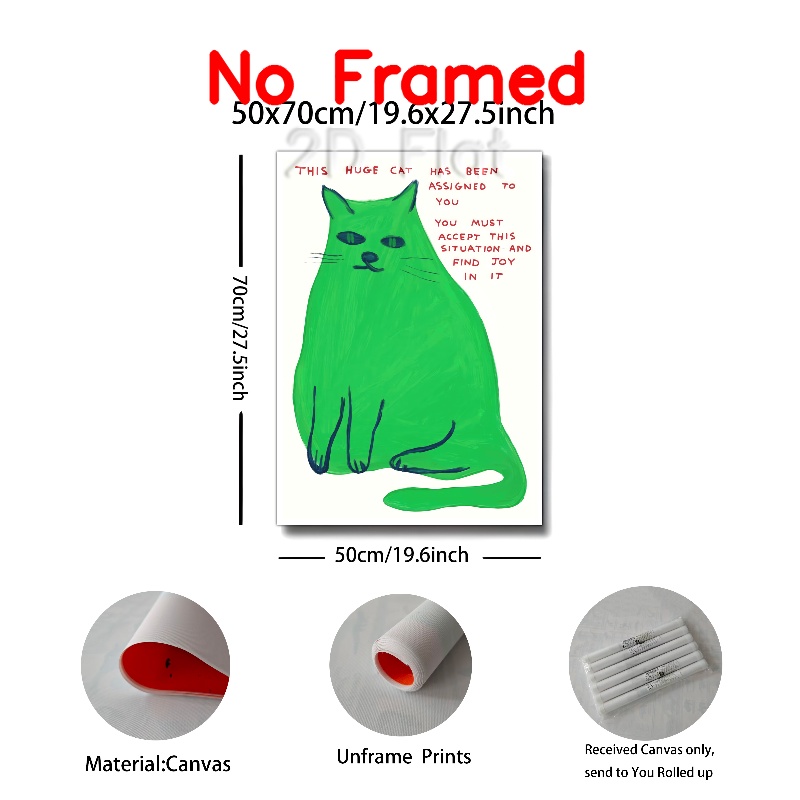 No Framed
50x70cm/19.6x27.5inch
2D Flat
THIS HUGE CAT HAS BEEN
ASSIGNED TO
YOU
YOU MUST
ACCEPT THIS
SITUATION AND
FIND JOY
IN IT
70cm/27.5inch
50cm/19.6inch
Material:Canvas
Unframe Prints
Received Canvas only,
send to You Rolled up